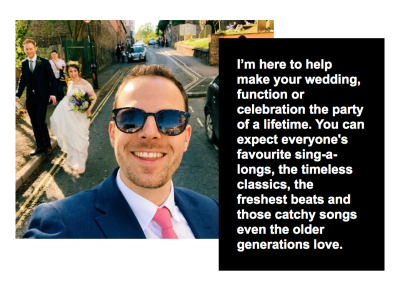 I'm here to help
make your wedding,
function or
celebration the party
of a lifetime. You can
expect everyone's
favourite sing-a-
longs, the timeless
classics, the
freshest beats and
those catchy songs
even the older
generations love.